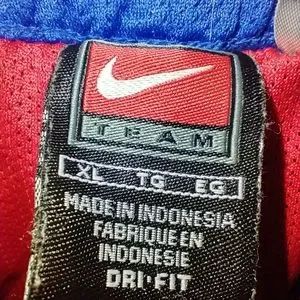 TEAM
XL TG EG
MADE IN INDONESIA
FABRIQUE EN
INDONESIE
DRI-FIT